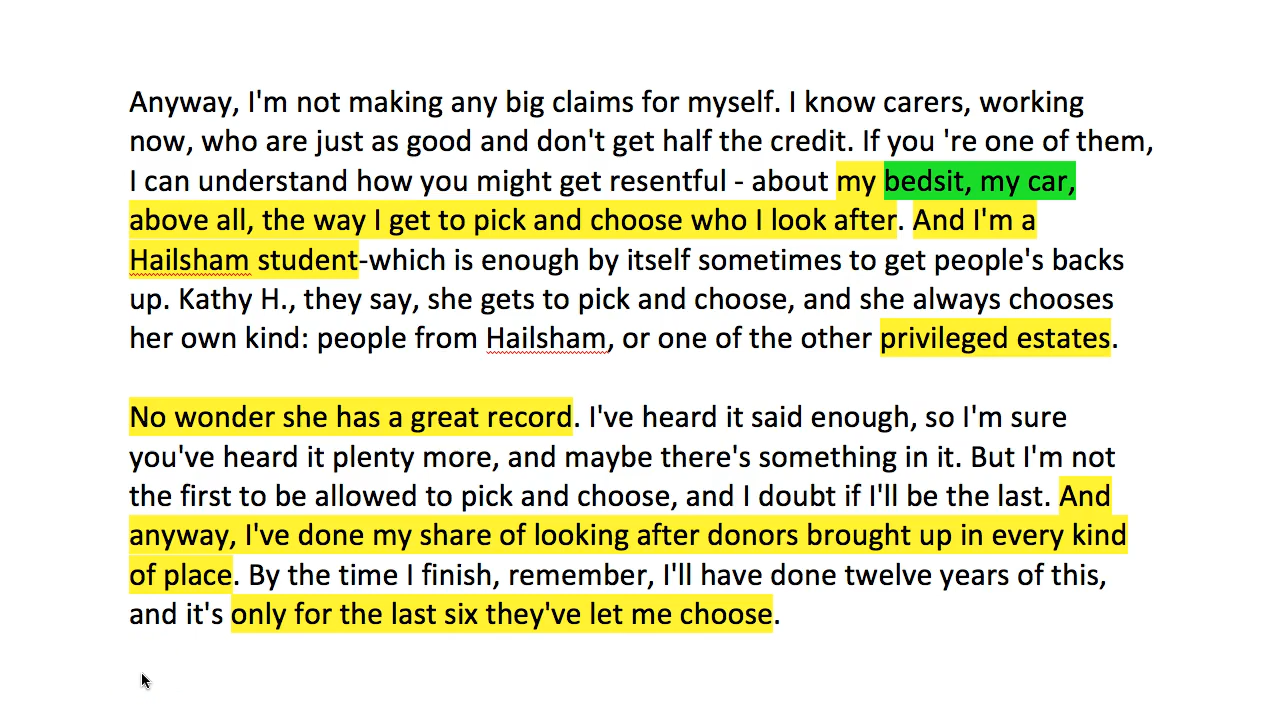 Anyway, I'm not making any big claims for myself. I know carers, working
now, who are just as good and don't get half the credit. If you 're one of them,
I can understand how you might get resentful - about my bedsit, my car,
above all, the way I get to pick and choose who I look after. And I'm a
Hailsham student-which is enough by itself sometimes to get people's backs
up. Kathy H., they say, she gets to pick and choose, and she always chooses
her own kind: people from Hailsham, or one of the other privileged estates.
No wonder she has a great record. I've heard it said enough, so I'm sure
you've heard it plenty more, and maybe there's something in it. But I'm not
the first to be allowed to pick and choose, and I doubt if I'll be the last. And
anyway, I've done my share of looking after donors brought up in every kind
of place. By the time I finish, remember, I'll have done twelve years of this,
and it's only for the last six they've let me choose.